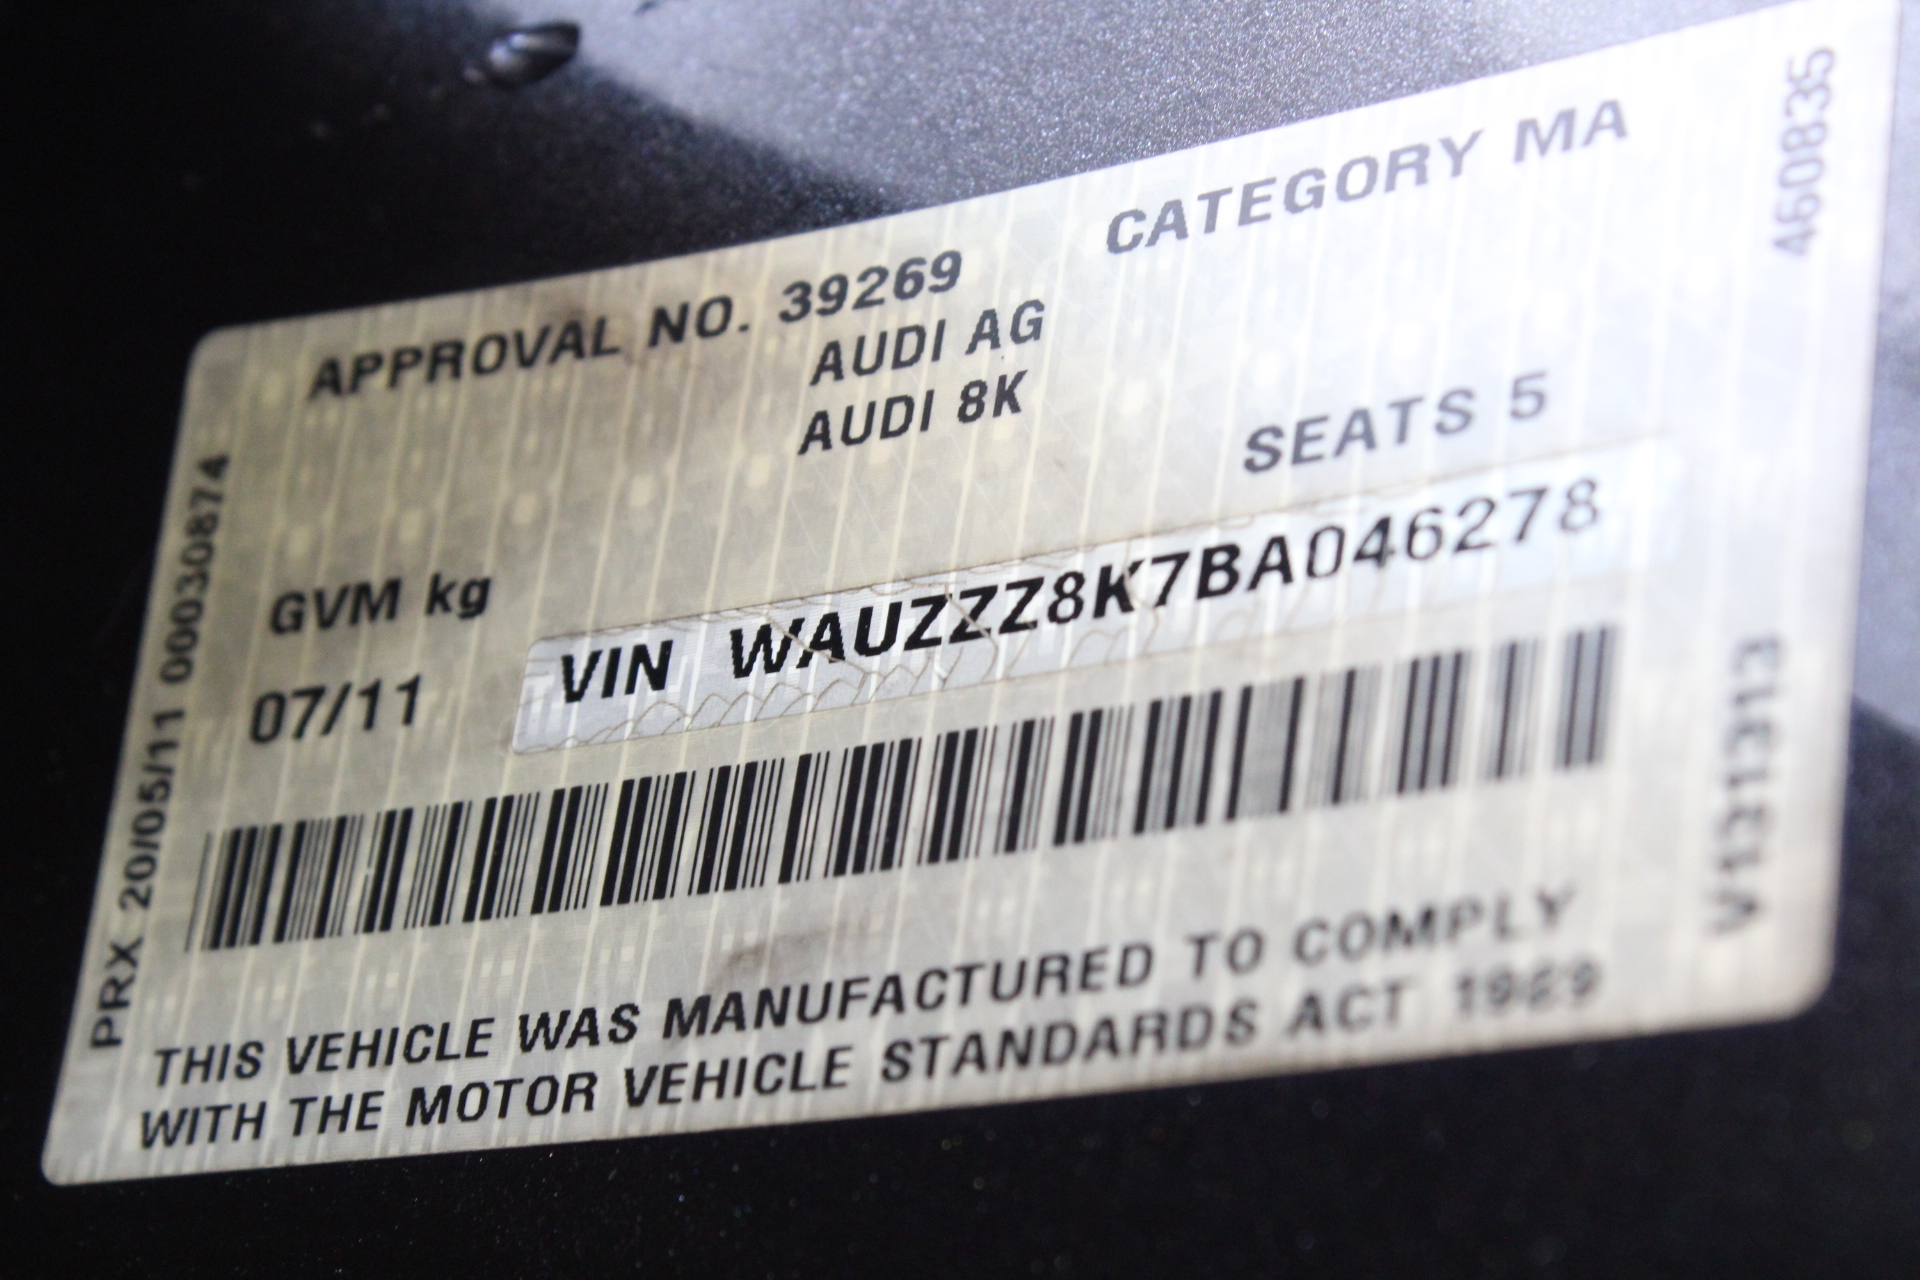 APPROVAL NO. 39269 CATEGORY MA
AUDI AG
AUDI 8K
SEATS 5
GVM kg
07/11 VIN WAUZZZ8K7BA046278
THIS VEHICLE WAS MANUFACTURED TO COMPLY
WITH THE MOTOR VEHICLE STANDARDS ACT 1989
PRX 20/05/11 00030874
460835
V131313